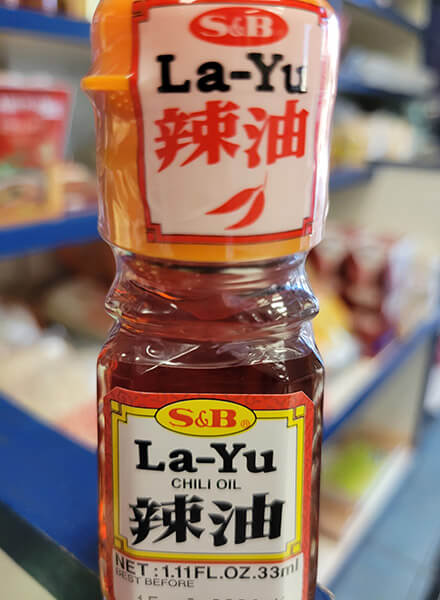 S&B
La-Yu
辣油
S&B®
La-Yu
CHILI OIL
辣油
NET : 1.11FL.OZ.33ml
BEST BEFORE